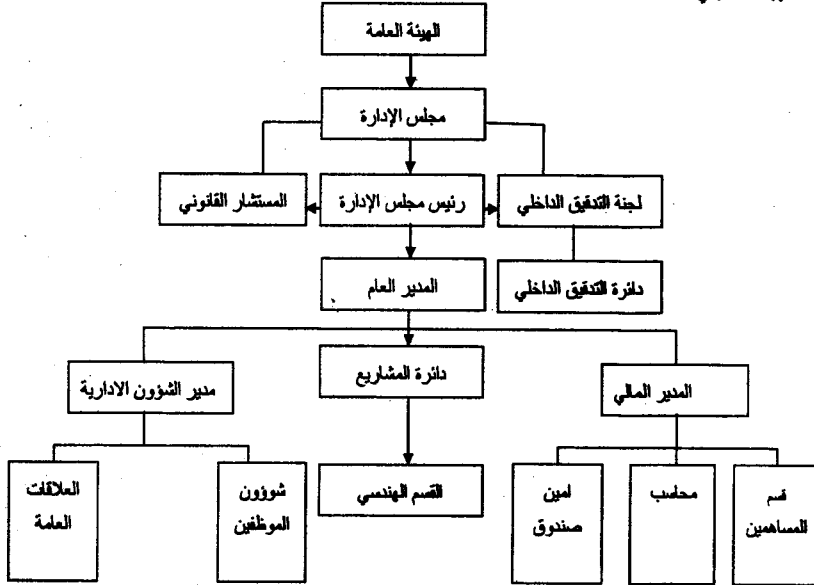 الهيئة العامة
مجلس الإدارة
لجنة التدقيق الداخلي
رئيس مجلس الإدارة
المستشار القانوني
دائرة التدقيق الداخلي
المدير العام
المدير المالي
دائرة المشاريع
مدير الشؤون الادارية
قسم
المساهمين
محاسب
امين
صندوق
القسم الهندسي
شوؤون
الموظفين
العلاقات
العامة